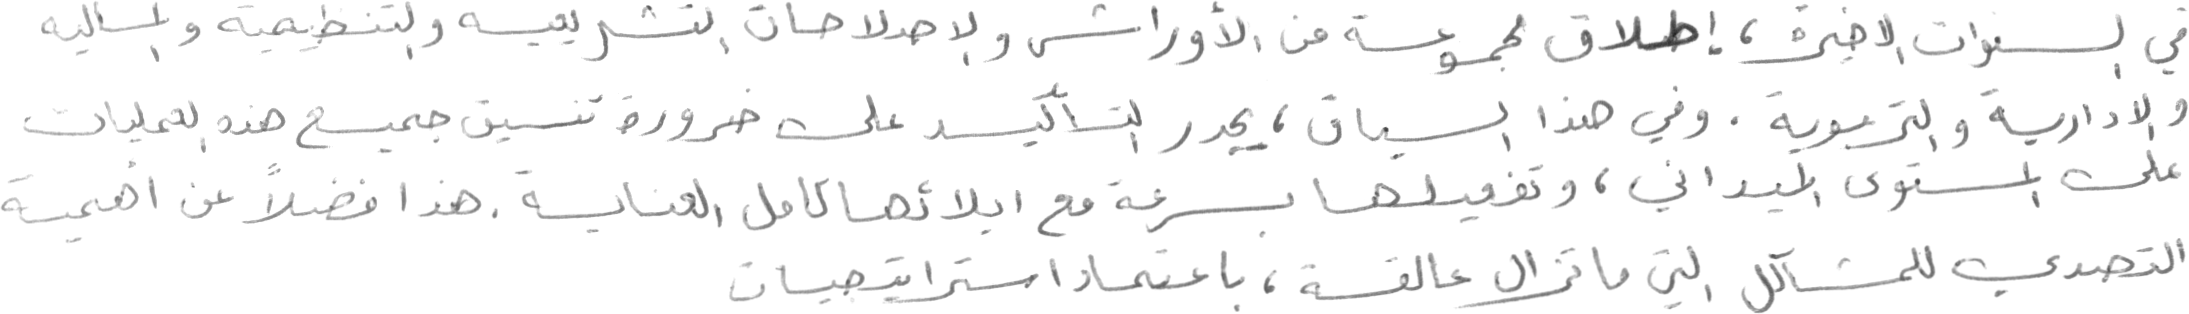 في السنوات الاخيرة، إطلاق مجموعة من الأوراش والاصلاحات التشريعية والتنظيمية والمالية
والادارية والتربوية. وفي هذا السياق، يجدر التأكيد على ضرورة تنسيق جميع هذه العمليات
على المستوى الميداني، وتفعيلها بسرعة مع ايلائها كامل العناية. هذا فضلاً عن أهمية
التصدي للمشاكل التي ما تزال عالقة، باعتماد استراتيجيات